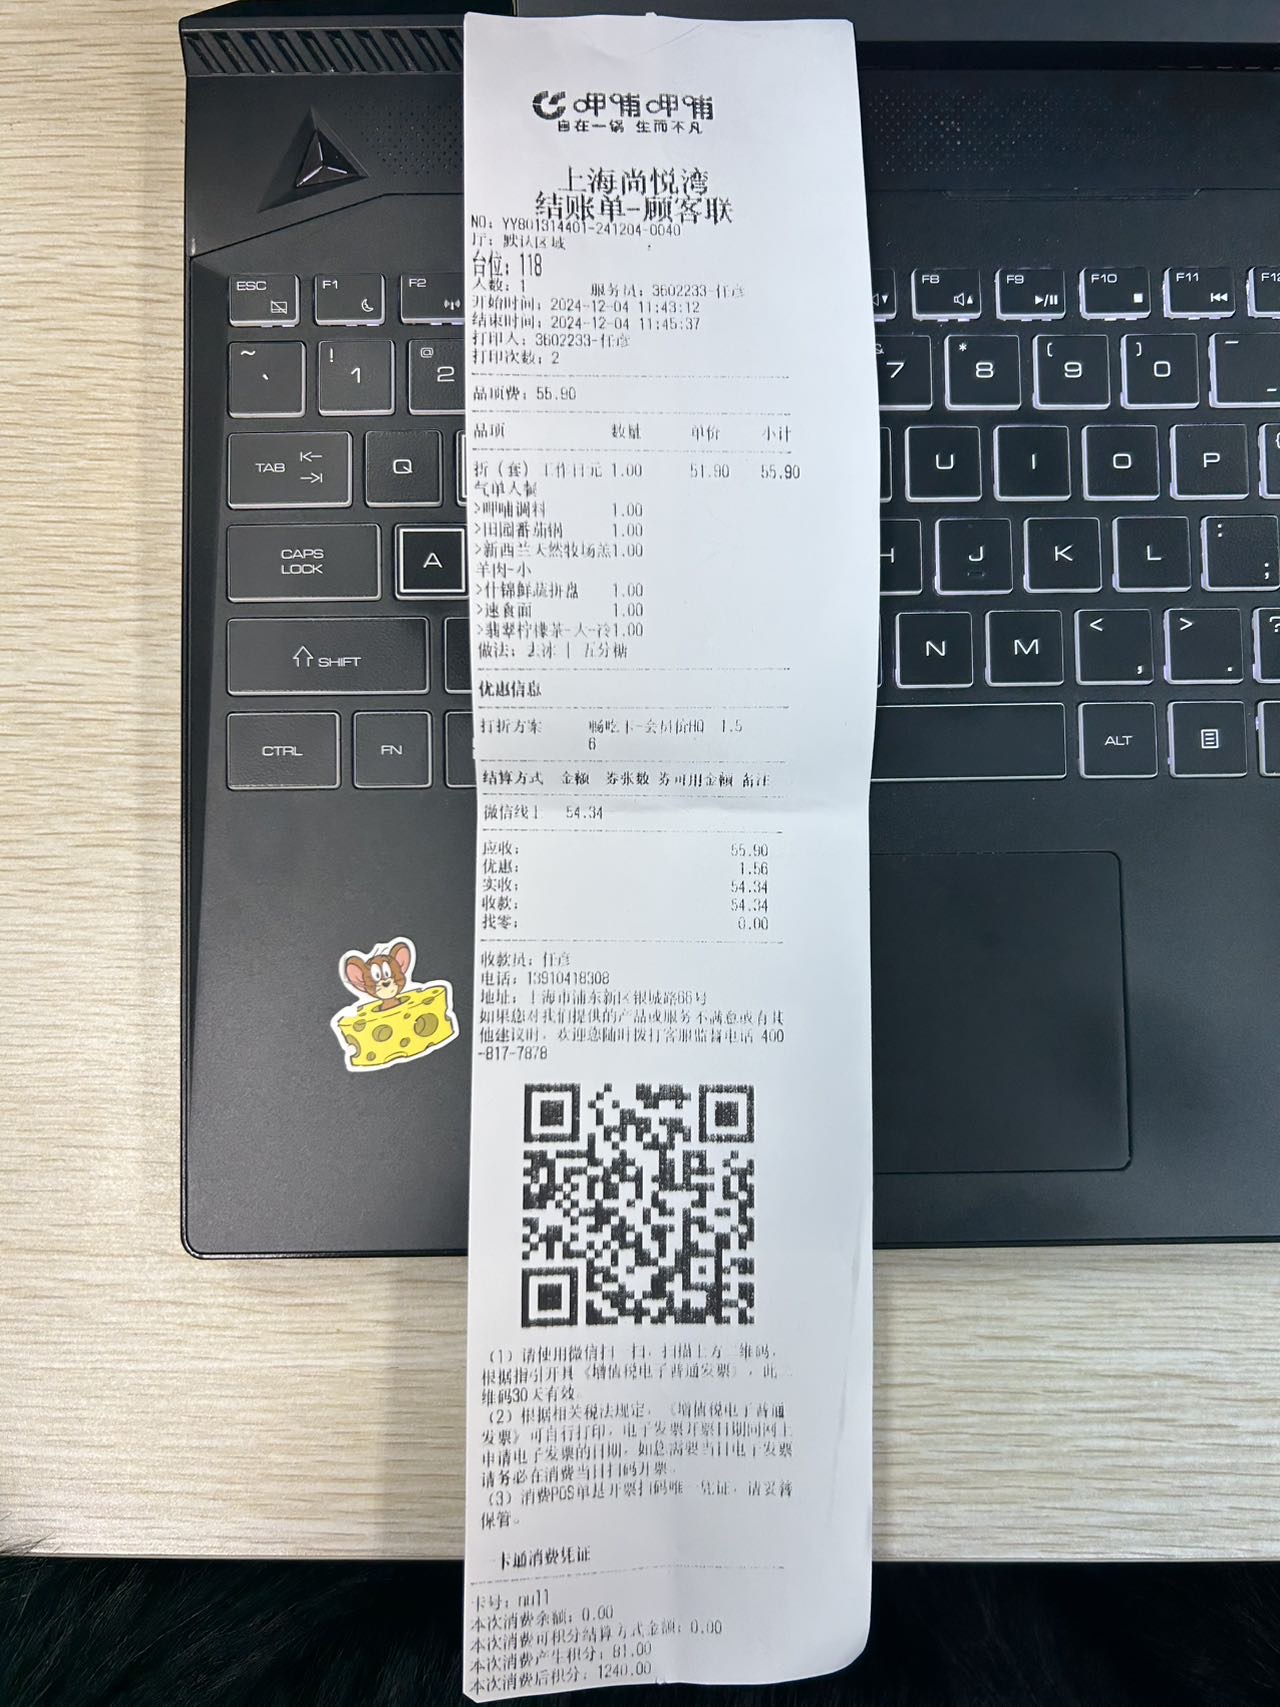 呷哺呷哺
自在一锅 生而不凡
上海尚悦湾
结账单-顾客联
NO: YY801314401-241204-0040
厅: 默认区域
台位: 118
人数: 1 服务员: 3602233-任彦
开始时间: 2024-12-04 11:43:12
结束时间: 2024-12-04 11:45:37
打印人: 3602233-任彦
打印次数: 2
品项费: 55.90
品项 数量 单价 小计
折（套）工作日元 1.00 51.90 55.90
气单人餐
>呷哺调料 1.00
>田园番茄锅 1.00
>新西兰天然牧场羔1.00
羊肉-小
>什锦鲜蔬拼盘 1.00
>速食面 1.00
>翡翠柠檬茶-大-冷1.00
做法: 去冰 | 五分糖
优惠信息
打折方案 畅吃卡-会员价HQ 1.5
6
结算方式 金额 券张数 券可用金额 备注
微信线上 54.34
应收: 55.90
优惠: 1.56
实收: 54.34
收款: 54.34
找零: 0.00
收款员: 任彦
电话: 13910418308
地址: 上海市浦东新区银城路66号
如果您对我们提供的产品或服务不满意或有其
他建议时，欢迎您随时拨打客服监督电话 400
-817-7878
（1）请使用微信扫一扫，扫描上方二维码，
根据指引开具《增值税电子普通发票》，此二
维码30天有效。
（2）根据相关税法规定，《增值税电子普通
发票》可自行打印，电子发票开票日期同网上
申请电子发票的日期，如您需要当日电子发票
请务必在消费当日扫码开票。
（3）消费POS单是开票扫码唯一凭证，请妥善
保管。
一卡通消费凭证
卡号: null
本次消费余额: 0.00
本次消费可积分结算方式金额: 0.00
本次消费产生积分: 81.00
本次消费后积分: 1240.00
ESC
F1
F2
F8
F9
F10
F11
F12
~
`
!
1
@
2
&
7
*
8
(
9
)
0
TAB
Q
U
I
O
P
CAPS
LOCK
A
H
J
K
L
:
;
SHIFT
N
M
<
,
>
.
?
CTRL
FN
ALT